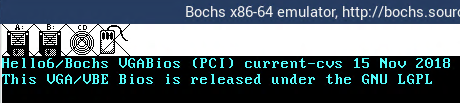 Bochs x86-64 emulator, http://bochs.sourc
A: B: CD
Hello6/Bochs VGABios (PCI) current-cvs 15 Nov 2018
This VGA/VBE Bios is released under the GNU LGPL